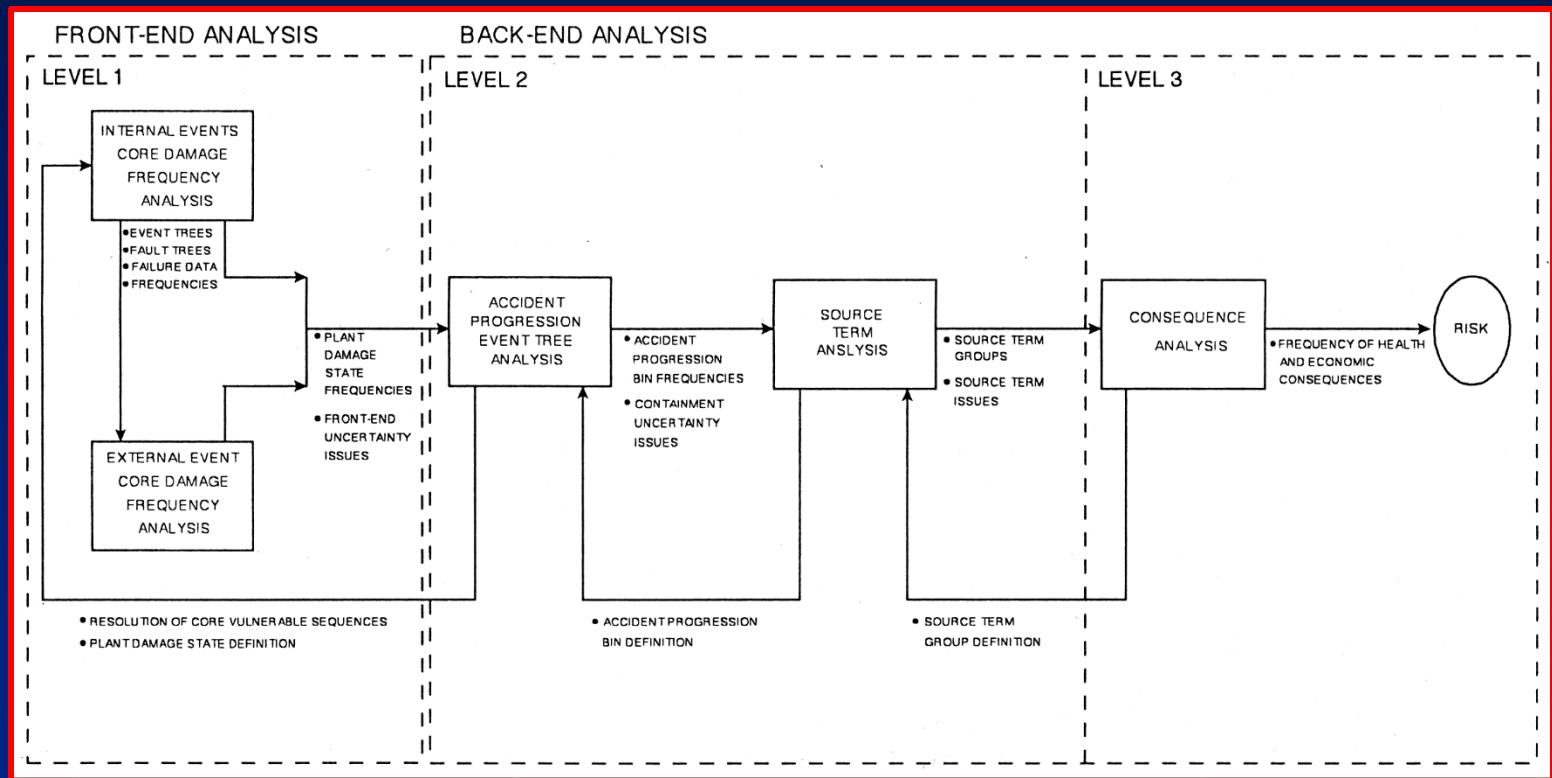 FRONT-END ANALYSIS
BACK-END ANALYSIS
LEVEL 1
LEVEL 2
LEVEL 3
INTERNAL EVENTS
CORE DAMAGE
FREQUENCY
ANALYSIS
• EVENT TREES
• FAULT TREES
• FAILURE DATA
• FREQUENCIES
EXTERNAL EVENT
CORE DAMAGE
FREQUENCY
ANALYSIS
• PLANT
DAMAGE
STATE
FREQUENCIES
• FRONT-END
UNCERTAINTY
ISSUES
ACCIDENT
PROGRESSION
EVENT TREE
ANALYSIS
• ACCIDENT
PROGRESSION
BIN FREQUENCIES
• CONTAINMENT
UNCERTAINTY
ISSUES
SOURCE
TERM
ANSLYSIS
• SOURCE TERM
GROUPS
• SOURCE TERM
ISSUES
CONSEQUENCE
ANALYSIS
• FREQUENCY OF HEALTH
AND ECONOMIC
CONSEQUENCES
RISK
• RESOLUTION OF CORE VULNERABLE SEQUENCES
• PLANT DAMAGE STATE DEFINITION
• ACCIDENT PROGRESSION
BIN DEFINITION
• SOURCE TERM
GROUP DEFINITION